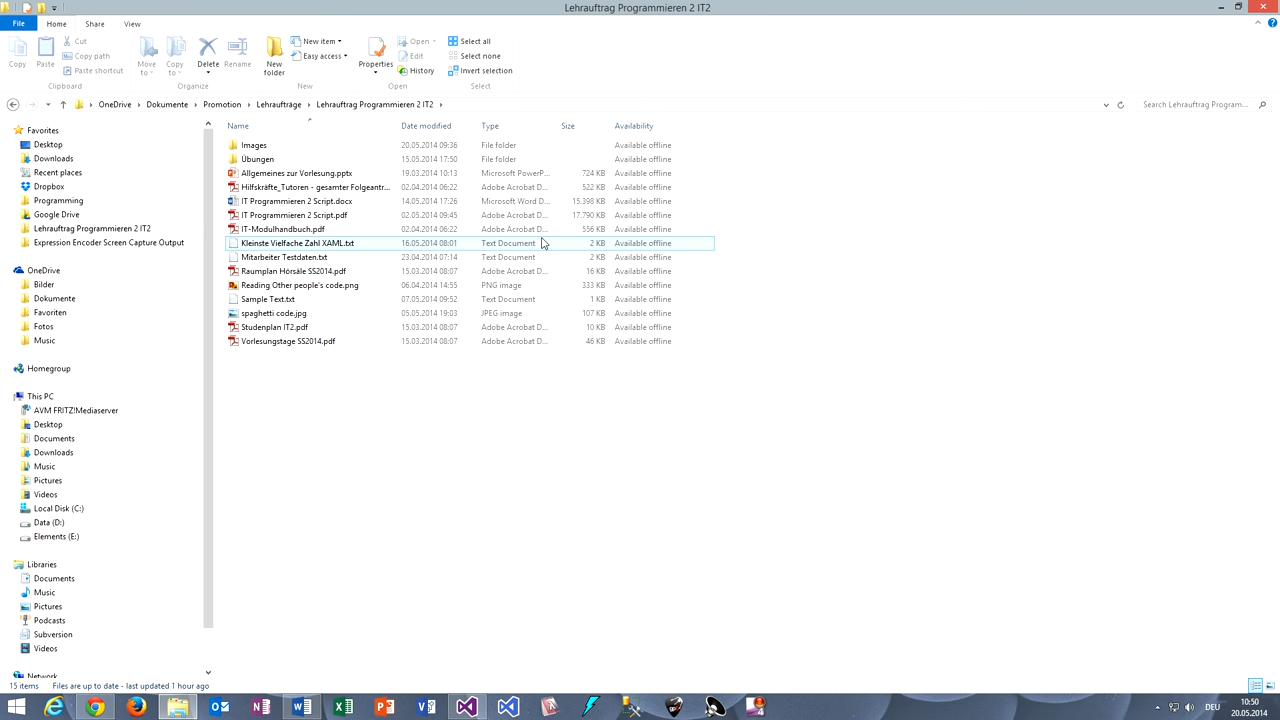 Lehrauftrag Programmieren 2 IT2
File Home Share View
Copy Paste Cut Copy path Paste shortcut
Move to Copy to Delete Rename
New folder New item Easy access
Properties Open Edit History
Select all Select none Invert selection
Clipboard Organize New Open Select
OneDrive Dokumente Promotion Lehraufträge Lehrauftrag Programmieren 2 IT2 Search Lehrauftrag Program...
Favorites
Desktop
Downloads
Recent places
Dropbox
Programming
Google Drive
Lehrauftrag Programmieren 2 IT2
Expression Encoder Screen Capture Output
OneDrive
Bilder
Dokumente
Favoriten
Fotos
Music
Homegroup
This PC
AVM FRITZ!Mediaserver
Desktop
Documents
Downloads
Music
Pictures
Videos
Local Disk (C:)
Data (D:)
Elements (E:)
Libraries
Documents
Music
Pictures
Podcasts
Subversion
Videos
Network
Name Date modified Type Size Availability
Images 20.05.2014 09:36 File folder Available offline
Übungen 15.05.2014 17:50 File folder Available offline
Allgemeines zur Vorlesung.pptx 19.03.2014 10:13 Microsoft PowerP... 724 KB Available offline
Hilfskräfte_Tutoren - gesamter Folgeantr... 02.04.2014 06:22 Adobe Acrobat D... 522 KB Available offline
IT Programmieren 2 Script.docx 14.05.2014 17:26 Microsoft Word D... 15.398 KB Available offline
IT Programmieren 2 Script.pdf 02.05.2014 09:45 Adobe Acrobat D... 17.790 KB Available offline
IT-Modulhandbuch.pdf 02.04.2014 06:22 Adobe Acrobat D... 556 KB Available offline
Kleinste Vielfache Zahl XAML.txt 16.05.2014 08:01 Text Document 2 KB Available offline
Mitarbeiter Testdaten.txt 23.04.2014 07:14 Text Document 2 KB Available offline
Raumplan Hörsäle SS2014.pdf 15.03.2014 08:07 Adobe Acrobat D... 16 KB Available offline
Reading Other people's code.png 06.04.2014 14:55 PNG image 333 KB Available offline
Sample Text.txt 07.05.2014 09:52 Text Document 1 KB Available offline
spaghetti code.jpg 05.05.2014 19:03 JPEG image 107 KB Available offline
Studenplan IT2.pdf 15.03.2014 08:07 Adobe Acrobat D... 10 KB Available offline
Vorlesungstage SS2014.pdf 15.03.2014 08:07 Adobe Acrobat D... 46 KB Available offline
15 items Files are up to date - last updated 1 hour ago
DEU 10:50
20.05.2014